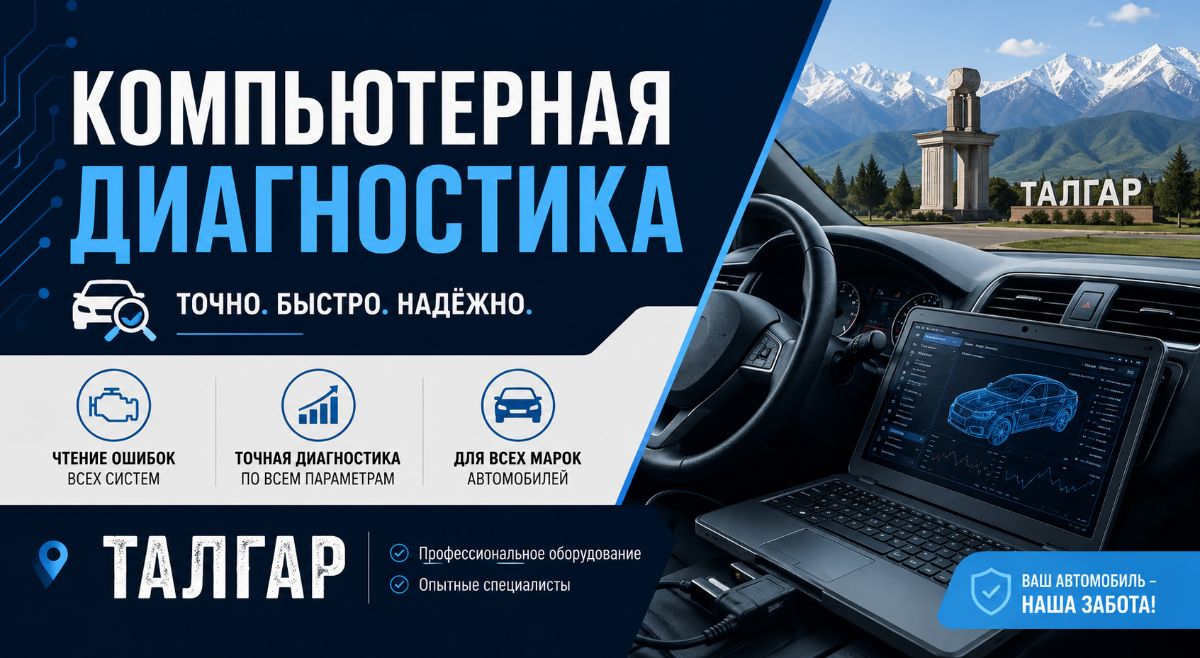 КОМПЬЮТЕРНАЯ
ДИАГНОСТИКА
ТОЧНО. БЫСТРО. НАДЁЖНО.
ЧТЕНИЕ ОШИБОК
ВСЕХ СИСТЕМ
ТОЧНАЯ ДИАГНОСТИКА
ПО ВСЕМ ПАРАМЕТРАМ
ДЛЯ ВСЕХ МАРОК
АВТОМОБИЛЕЙ
ТАЛГАР
Профессиональное оборудование
Опытные специалисты
ТАЛГАР
ВАШ АВТОМОБИЛЬ –
НАША ЗАБОТА!